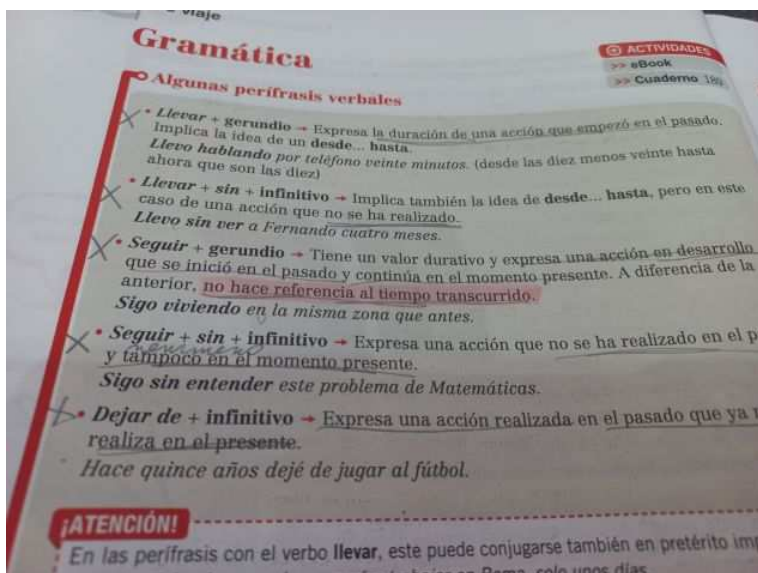 viaje
Gramática
ACTIVIDADES
>> eBook
>> Cuaderno
Algunas perífrasis verbales
• Llevar + gerundio → Expresa la duración de una acción que empezó en el pasado.
Implica la idea de un desde... hasta.
Llevo hablando por teléfono veinte minutos. (desde las diez menos veinte hasta
ahora que son las diez)
• Llevar + sin + infinitivo → Implica también la idea de desde... hasta, pero en este
caso de una acción que no se ha realizado.
Llevo sin ver a Fernando cuatro meses.
• Seguir + gerundio → Tiene un valor durativo y expresa una acción en desarrollo
que se inició en el pasado y continúa en el momento presente. A diferencia de la
anterior, no hace referencia al tiempo transcurrido.
Sigo viviendo en la misma zona que antes.
• Seguir + sin + infinitivo → Expresa una acción que no se ha realizado en el p
y tampoco en el momento presente.
Sigo sin entender este problema de Matemáticas.
• Dejar de + infinitivo → Expresa una acción realizada en el pasado que ya
realiza en el presente.
Hace quince años dejé de jugar al fútbol.
¡ATENCIÓN!
En las perífrasis con el verbo llevar, este puede conjugarse también en pretérito imp
Roma, solo unos días